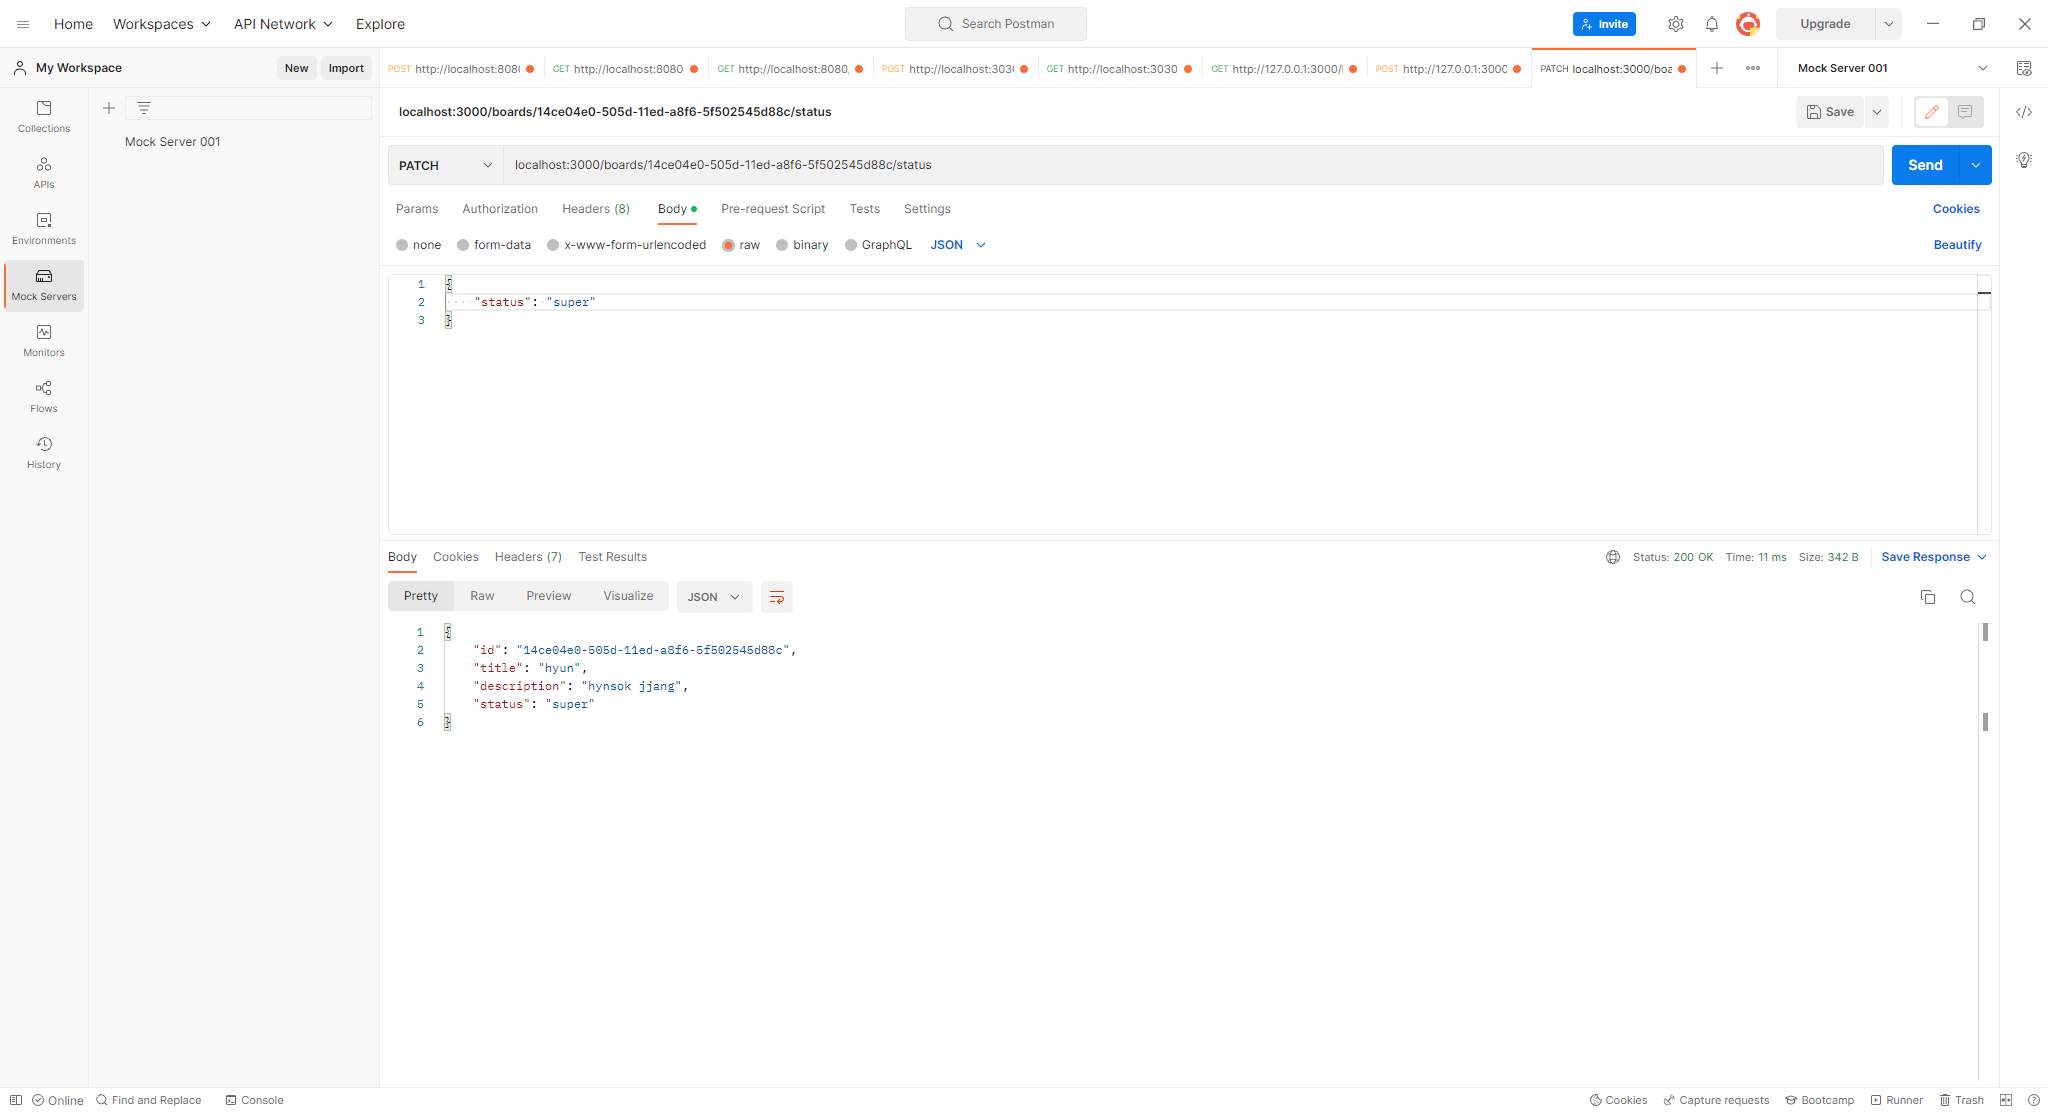 Home Workspaces API Network Explore Search Postman Invite Upgrade
My Workspace New Import POST http://localhost:808 GET http://localhost:8080 GET http://localhost:8080, POST http://localhost:303 GET http://localhost:3030 GET http://127.0.0.1:3000/ POST http://127.0.0.1:3000 PATCH localhost:3000/boa Mock Server 001
Collections
APIs
Environments
Mock Servers
Monitors
Flows
History
Mock Server 001
localhost:3000/boards/14ce04e0-505d-11ed-a8f6-5f502545d88c/status Save
PATCH localhost:3000/boards/14ce04e0-505d-11ed-a8f6-5f502545d88c/status Send
Params Authorization Headers (8) Body Pre-request Script Tests Settings Cookies
none form-data x-www-form-urlencoded raw binary GraphQL JSON Beautify
1 {
2 "status": "super"
3 }
Body Cookies Headers (7) Test Results Status: 200 OK Time: 11 ms Size: 342 B Save Response
Pretty Raw Preview Visualize JSON
1 {
2 "id": "14ce04e0-505d-11ed-a8f6-5f502545d88c",
3 "title": "hyun",
4 "description": "hynsok jjang",
5 "status": "super"
6 }
Online Find and Replace Console Cookies Capture requests Bootcamp Runner Trash